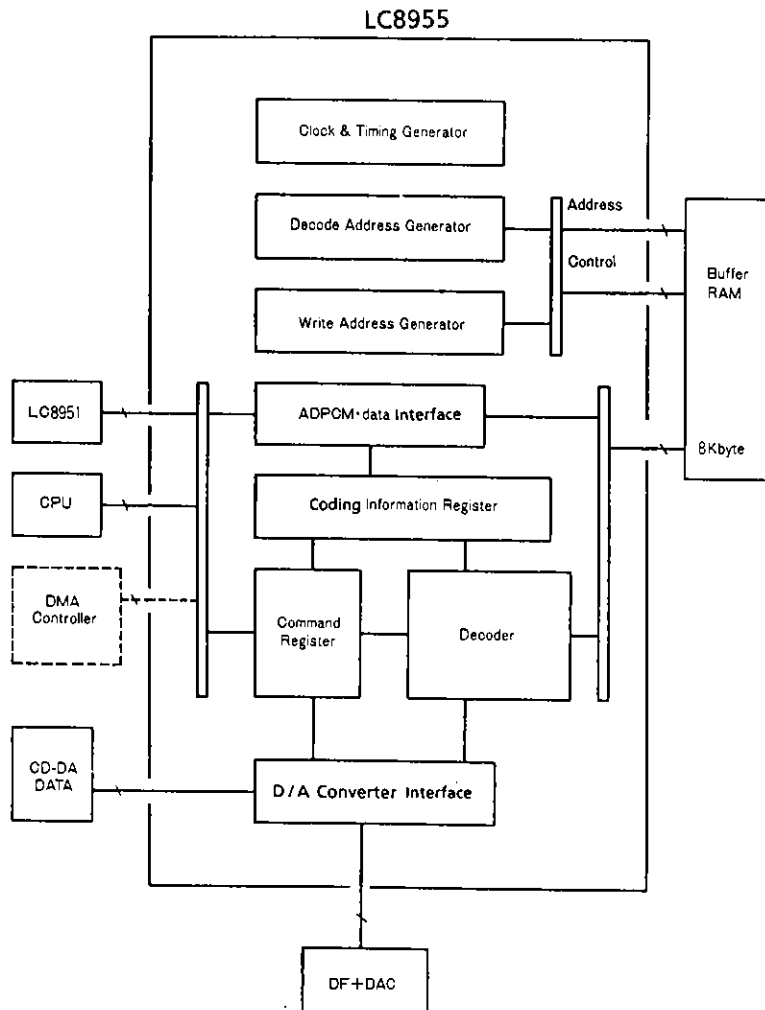 LC8955
Clock & Timing Generator
Decode Address Generator
Address
Control
Buffer
RAM
Write Address Generator
LC8951
ADPCM・data Interface
8Kbyte
CPU
Coding Information Register
DMA
Controller
Command
Register
Decoder
CD-DA
DATA
D/A Converter Interface
DF+DAC